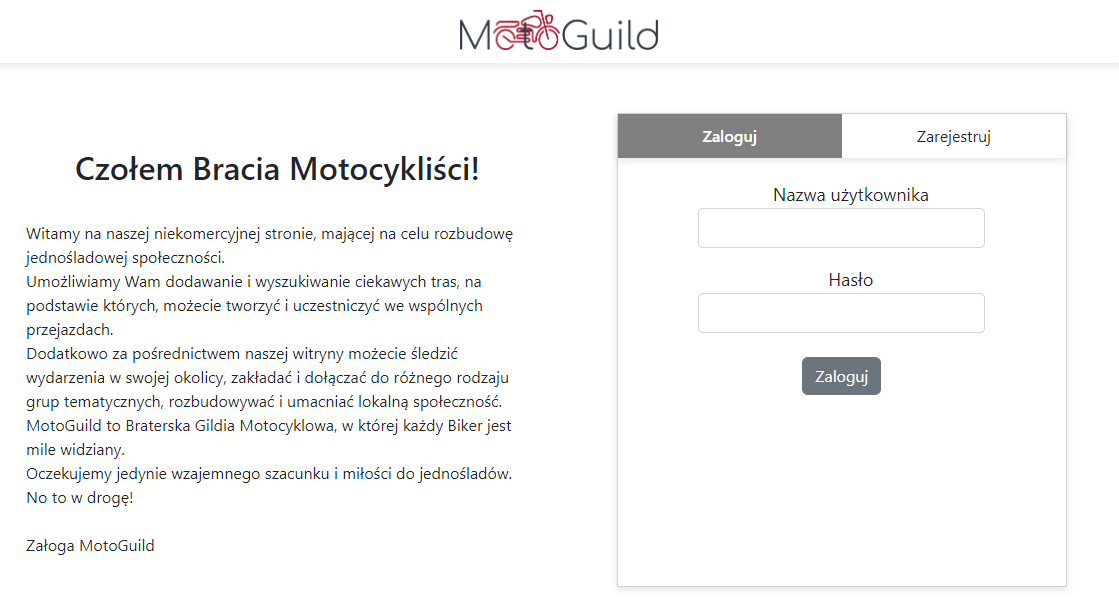 MotoGuild
Czołem Bracia Motocykliści!
Witamy na naszej niekomercyjnej stronie, mającej na celu rozbudowę
jednośladowej społeczności.
Umożliwiamy Wam dodawanie i wyszukiwanie ciekawych tras, na
podstawie których, możecie tworzyć i uczestniczyć we wspólnych
przejazdach.
Dodatkowo za pośrednictwem naszej witryny możecie śledzić
wydarzenia w swojej okolicy, zakładać i dołączać do różnego rodzaju
grup tematycznych, rozbudowywać i umacniać lokalną społeczność.
MotoGuild to Braterska Gildia Motocyklowa, w której każdy Biker jest
mile widziany.
Oczekujemy jedynie wzajemnego szacunku i miłości do jednośladów.
No to w drogę!
Załoga MotoGuild
Zaloguj
Zarejestruj
Nazwa użytkownika
Hasło
Zaloguj